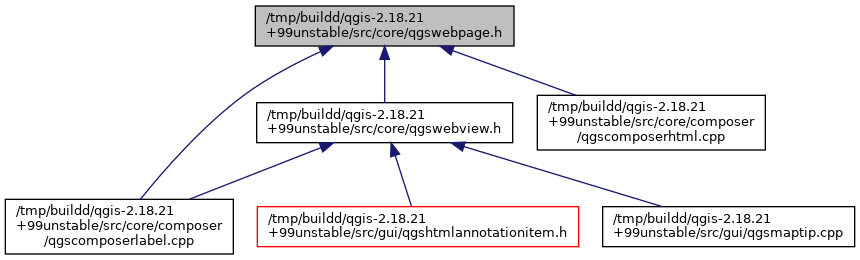 /tmp/buildd/qgis-2.18.21
+99unstable/src/core/qgswebpage.h
/tmp/buildd/qgis-2.18.21
+99unstable/src/core/qgswebview.h
/tmp/buildd/qgis-2.18.21
+99unstable/src/core/composer
/qgscomposerhtml.cpp
/tmp/buildd/qgis-2.18.21
+99unstable/src/core/composer
/qgscomposerlabel.cpp
/tmp/buildd/qgis-2.18.21
+99unstable/src/gui/qgshtmlannotationitem.h
/tmp/buildd/qgis-2.18.21
+99unstable/src/gui/qgsmaptip.cpp